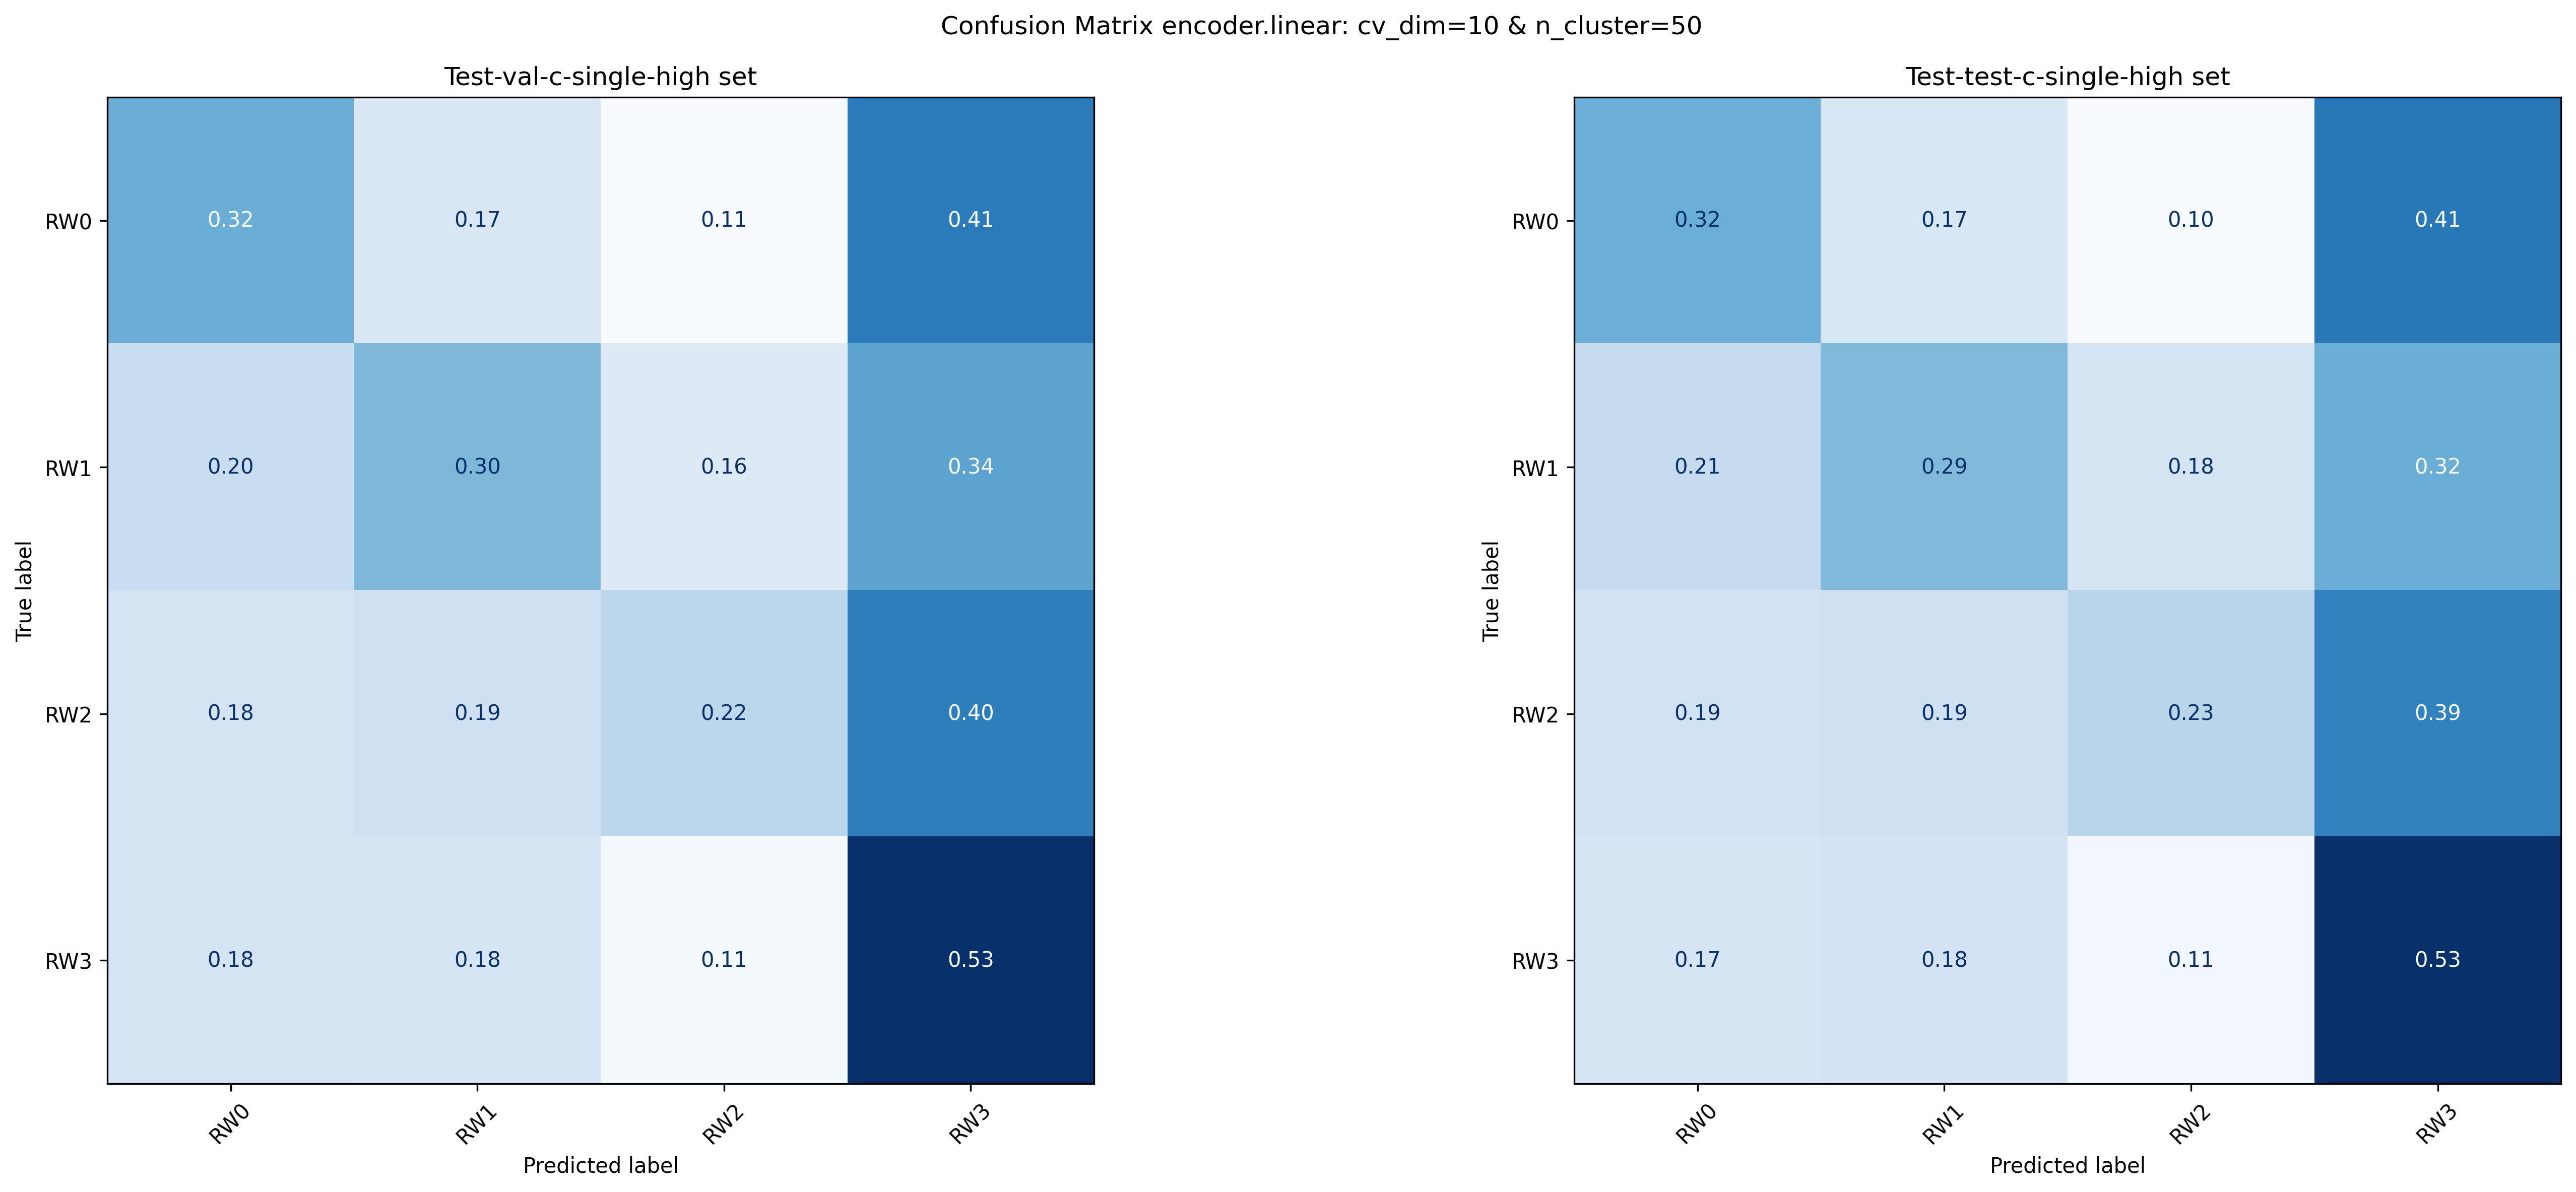 Confusion Matrix encoder.linear: cv_dim=10 & n_cluster=50
Test-val-c-single-high set
True label
RW0 0.32 0.17 0.11 0.41
RW1 0.20 0.30 0.16 0.34
RW2 0.18 0.19 0.22 0.40
RW3 0.18 0.18 0.11 0.53
RW0 RW1 RW2 RW3
Predicted label
Test-test-c-single-high set
True label
RW0 0.32 0.17 0.10 0.41
RW1 0.21 0.29 0.18 0.32
RW2 0.19 0.19 0.23 0.39
RW3 0.17 0.18 0.11 0.53
RW0 RW1 RW2 RW3
Predicted label